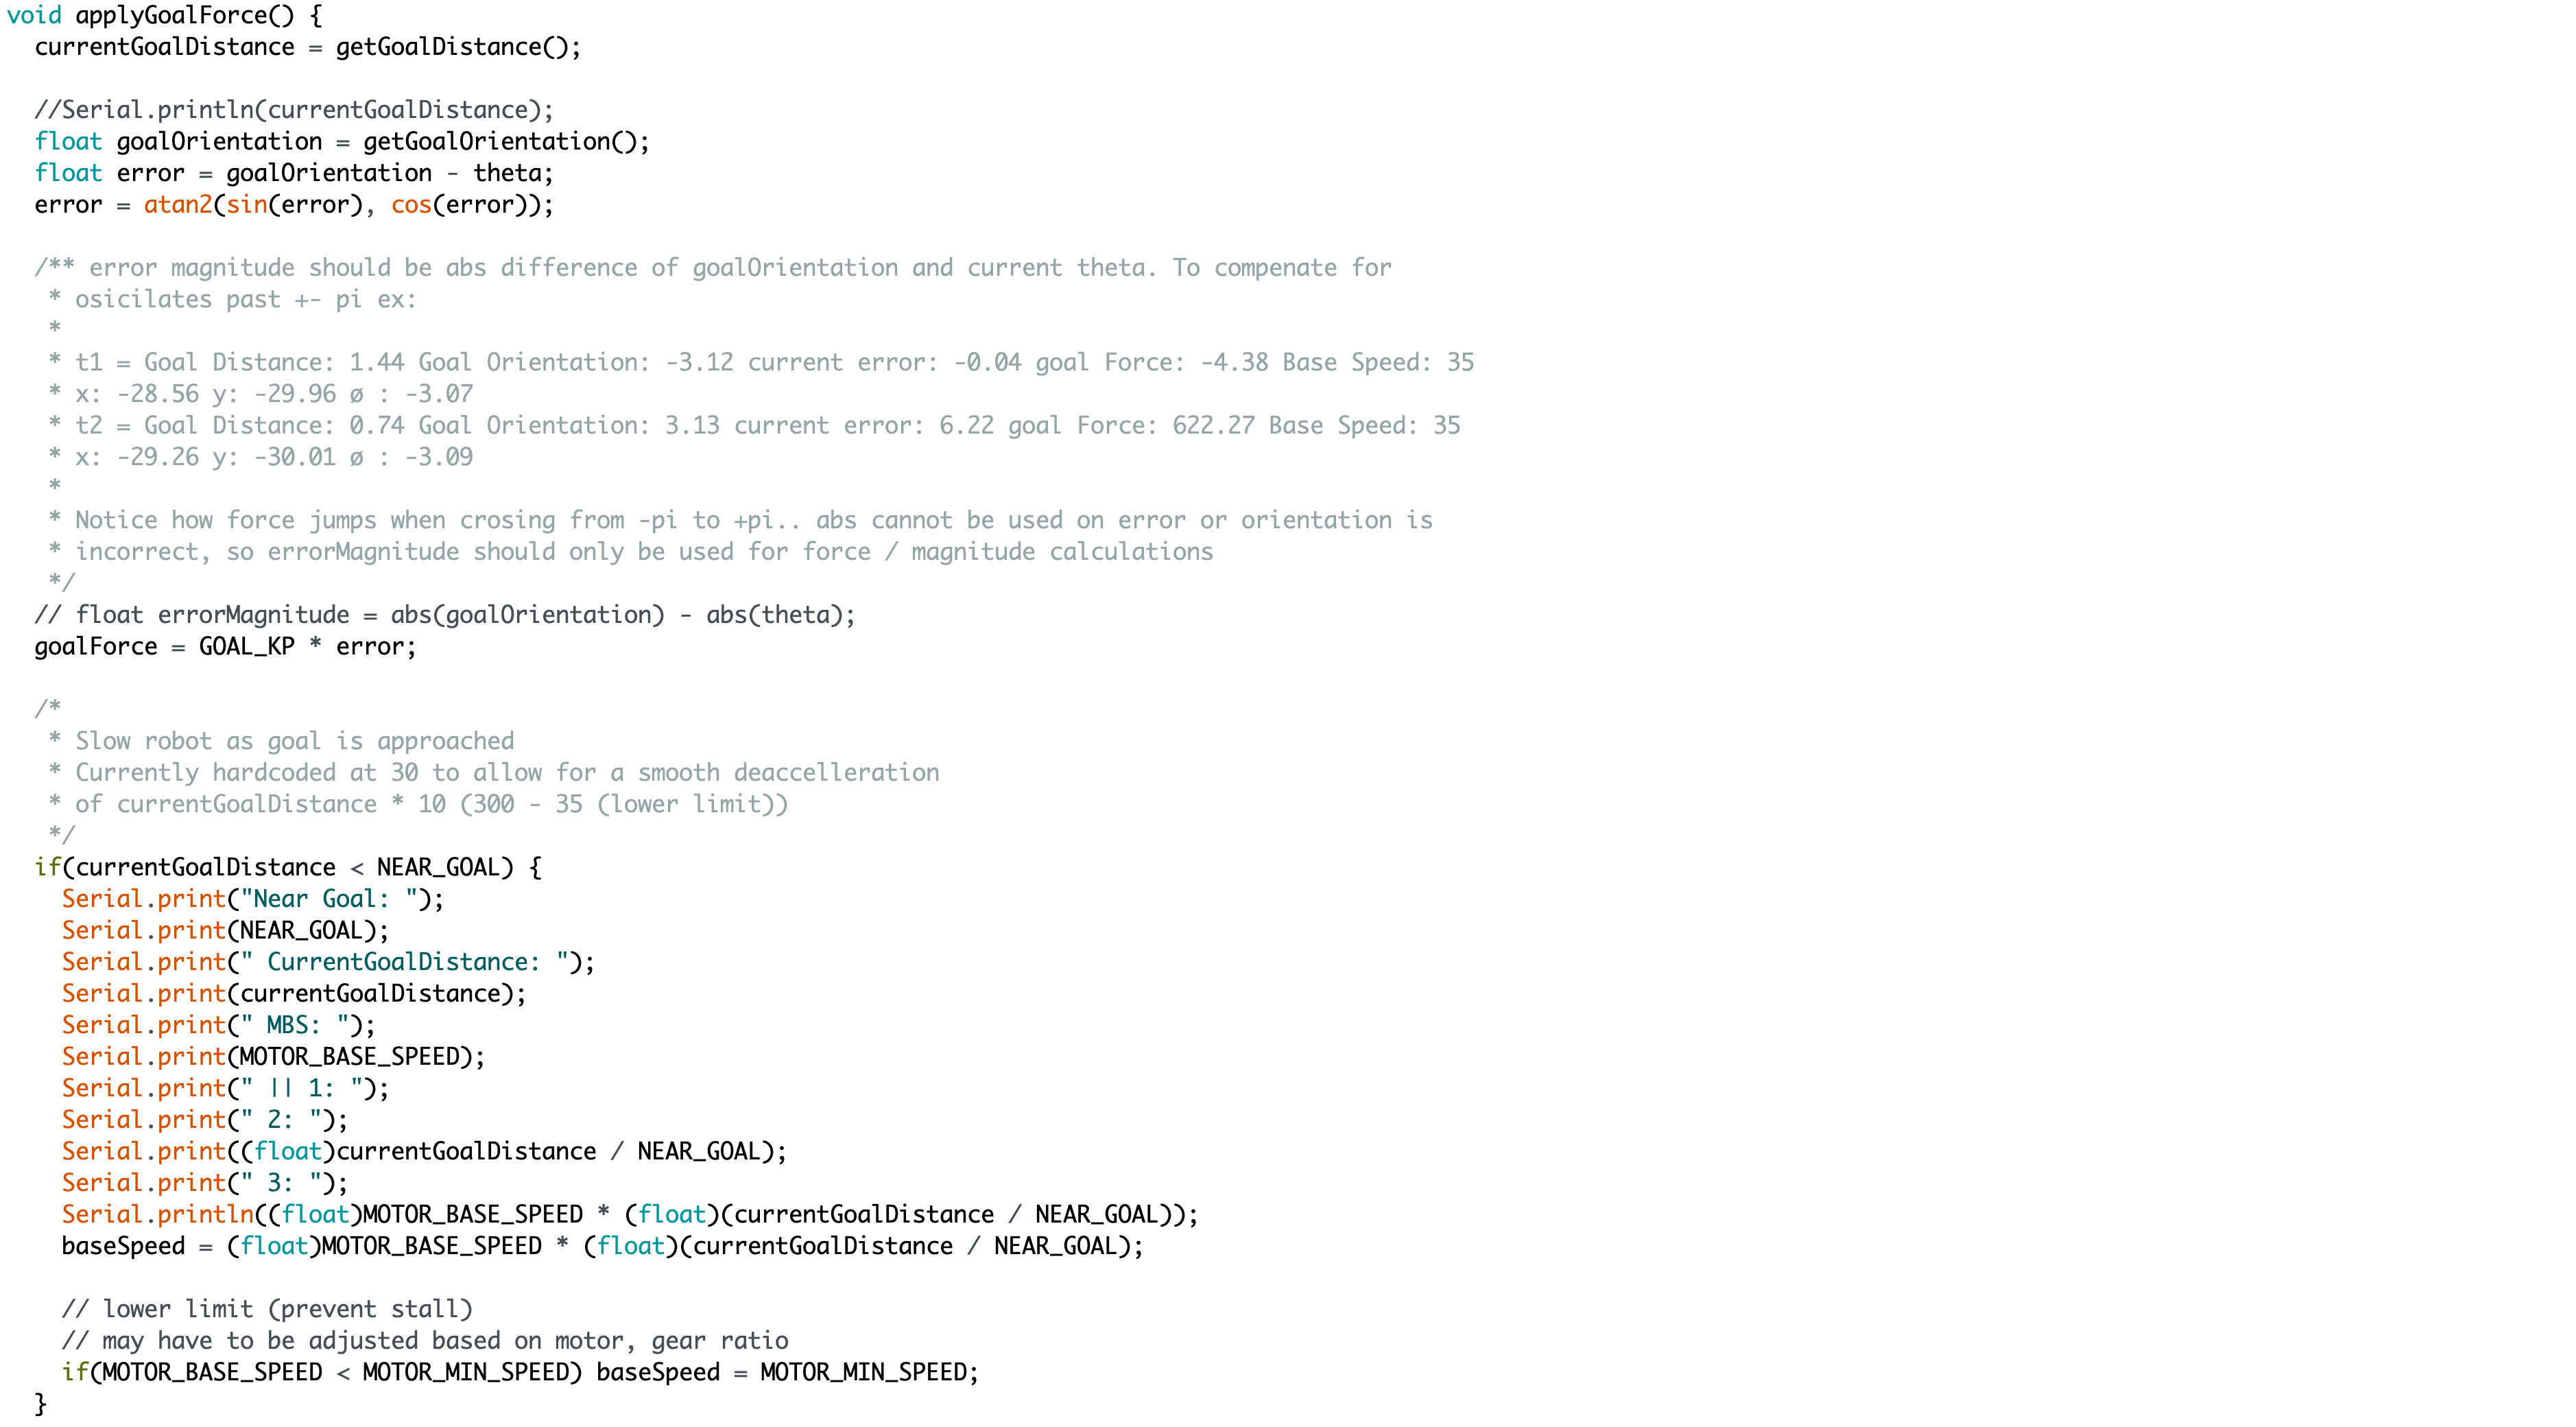 void applyGoalForce() {
  currentGoalDistance = getGoalDistance();

  //Serial.println(currentGoalDistance);
  float goalOrientation = getGoalOrientation();
  float error = goalOrientation - theta;
  error = atan2(sin(error), cos(error));

  /** error magnitude should be abs difference of goalOrientation and current theta. To compenate for
   * osicilates past +- pi ex:
   *
   * t1 = Goal Distance: 1.44 Goal Orientation: -3.12 current error: -0.04 goal Force: -4.38 Base Speed: 35
   * x: -28.56 y: -29.96 ø : -3.07
   * t2 = Goal Distance: 0.74 Goal Orientation: 3.13 current error: 6.22 goal Force: 622.27 Base Speed: 35
   * x: -29.26 y: -30.01 ø : -3.09
   *
   * Notice how force jumps when crosing from -pi to +pi.. abs cannot be used on error or orientation is
   * incorrect, so errorMagnitude should only be used for force / magnitude calculations
   */
  // float errorMagnitude = abs(goalOrientation) - abs(theta);
  goalForce = GOAL_KP * error;

  /*
   * Slow robot as goal is approached
   * Currently hardcoded at 30 to allow for a smooth deaccelleration
   * of currentGoalDistance * 10 (300 - 35 (lower limit))
   */
  if(currentGoalDistance < NEAR_GOAL) {
    Serial.print("Near Goal: ");
    Serial.print(NEAR_GOAL);
    Serial.print(" CurrentGoalDistance: ");
    Serial.print(currentGoalDistance);
    Serial.print(" MBS: ");
    Serial.print(MOTOR_BASE_SPEED);
    Serial.print(" || 1: ");
    Serial.print(" 2: ");
    Serial.print((float)currentGoalDistance / NEAR_GOAL);
    Serial.print(" 3: ");
    Serial.println((float)MOTOR_BASE_SPEED * (float)(currentGoalDistance / NEAR_GOAL));
    baseSpeed = (float)MOTOR_BASE_SPEED * (float)(currentGoalDistance / NEAR_GOAL);

    // lower limit (prevent stall)
    // may have to be adjusted based on motor, gear ratio
    if(MOTOR_BASE_SPEED < MOTOR_MIN_SPEED) baseSpeed = MOTOR_MIN_SPEED;
  }